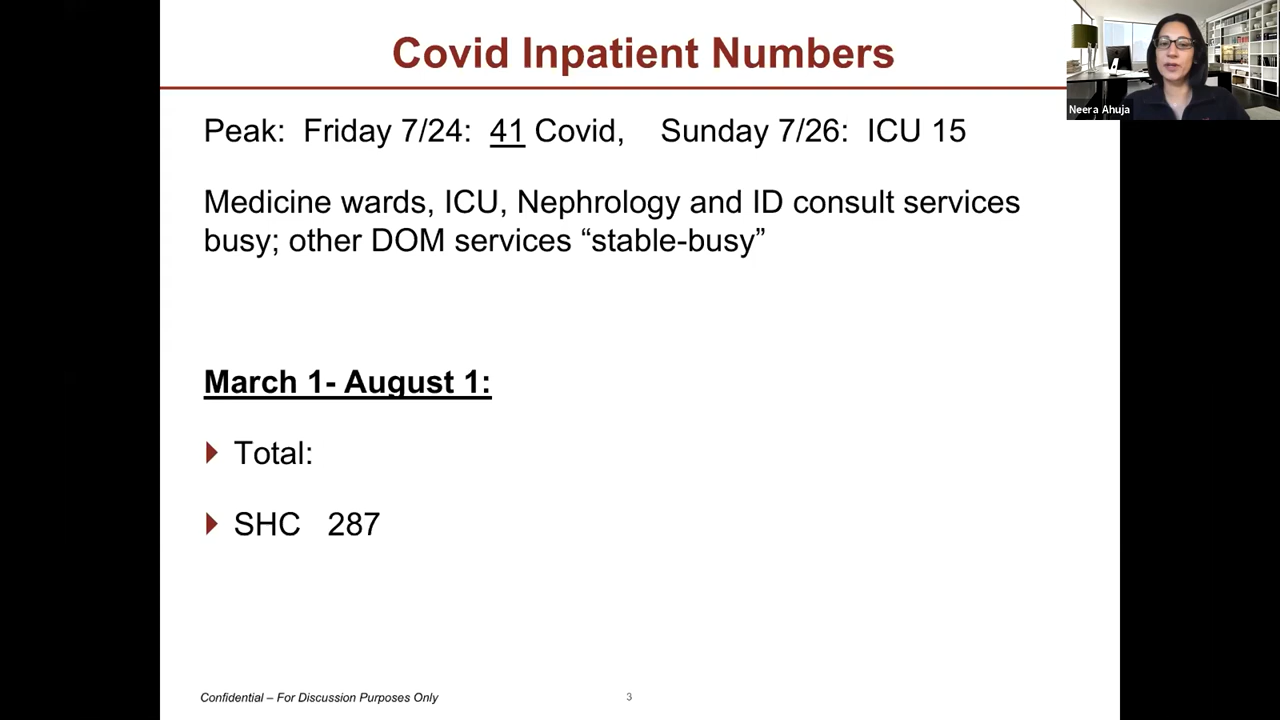 Covid Inpatient Numbers
Neera Ahuja
Peak: Friday 7/24: 41 Covid, Sunday 7/26: ICU 15
Medicine wards, ICU, Nephrology and ID consult services
busy; other DOM services “stable-busy”
March 1- August 1:
Total:
SHC 287
Confidential – For Discussion Purposes Only
3